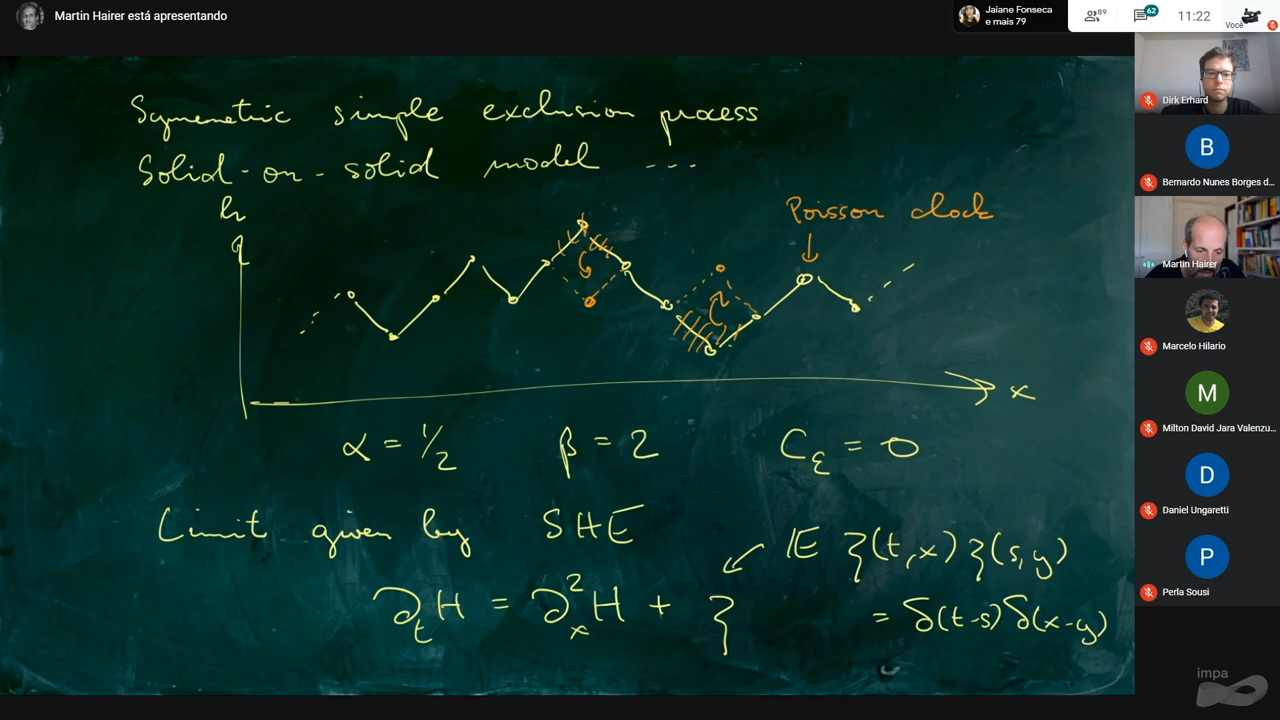 Martin Hairer está apresentando
Jaiane Fonseca
e mais 79
89
62
11:22
Você
Symmetric simple exclusion process
Solid-on-solid model ---
h
Poisson clock
x
α = 1/2 β = 2 C_ε = 0
Limit given by SHE
𝔼 ξ(t,x) ξ(s,y)
= δ(t-s) δ(x-y)
∂_t H = ∂_x^2 H + ξ
Dirk Erhard
B
Bernardo Nunes Borges d...
Martin Hairer
Marcelo Hilario
M
Milton David Jara Valenzu...
D
Daniel Ungaretti
P
Perla Sousi
impa